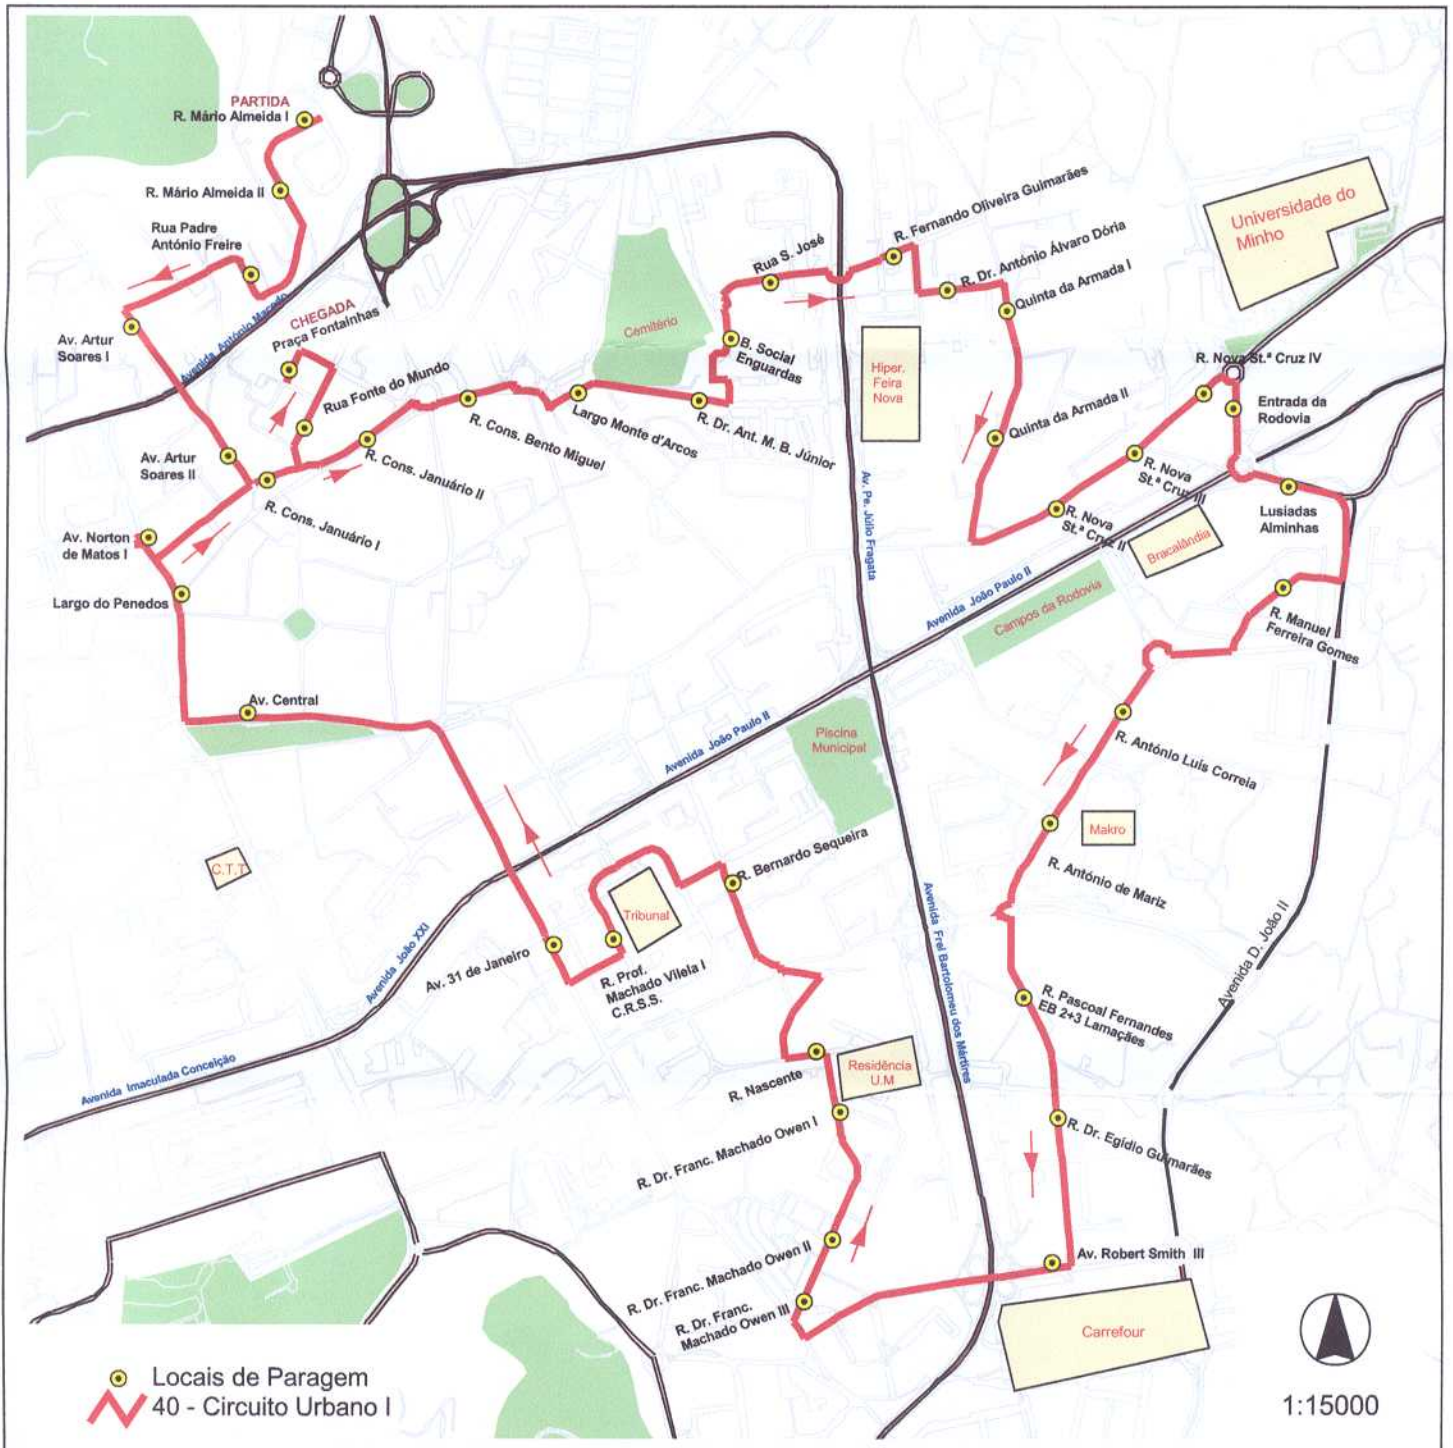 PARTIDA
R. Mário Almeida I
R. Mário Almeida II
Rua Padre
António Freire
Av. Artur
Soares I
Avenida António Macedo
CHEGADA
Praça Fontainhas
Rua Fonte do Mundo
Av. Artur
Soares II
R. Cons. Januário I
R. Cons. Januário II
R. Cons. Bento Miguel
Largo Monte d'Arcos
Cemitério
R. Dr. Ant. M. B. Júnior
B. Social
Enguardas
Rua S. José
R. Fernando Oliveira Guimarães
R. Dr. António Álvaro Dória
Quinta da Armada I
Hiper.
Feira
Nova
Quinta da Armada II
Universidade do
Minho
R. Nova St.ª Cruz IV
Entrada da
Rodovia
R. Nova
St.ª Cruz III
R. Nova
St.ª Cruz II
Lusiadas
Alminhas
Bracalândia
Av. Pe. Júlio Fragata
Avenida João Paulo II
Campos da Rodovia
R. Manuel
Ferreira Gomes
Av. Norton
de Matos I
Largo do Penedos
Av. Central
Avenida João Paulo II
Piscina
Municipal
R. António Luís Correia
Makro
R. António de Mariz
C.T.T
R. Bernardo Sequeira
Tribunal
Avenida João XXI
Av. 31 de Janeiro
R. Prof.
Machado Vilela I
C.R.S.S.
Avenida Frei Bartolomeu dos Mártires
Avenida D. João II
R. Pascoal Fernandes
EB 2+3 Lamaçães
Avenida Imaculada Conceição
R. Nascente
Residência
U.M
R. Dr. Franc. Machado Owen I
R. Dr. Egídio Guimarães
R. Dr. Franc. Machado Owen II
R. Dr. Franc.
Machado Owen III
Av. Robert Smith III
Carrefour
Locais de Paragem
40 - Circuito Urbano I
1:15000